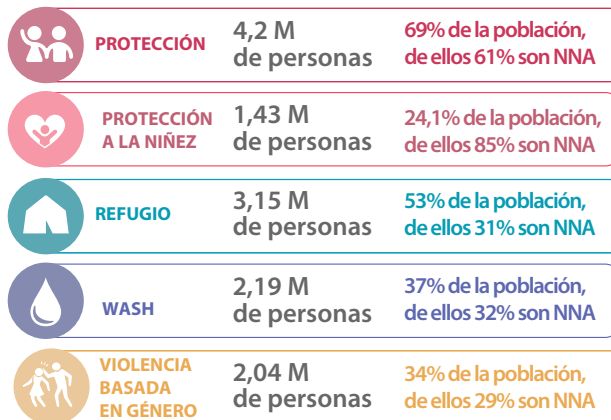 PROTECCIÓN
4,2 M
de personas
69% de la población,
de ellos 61% son NNA
PROTECCIÓN
A LA NIÑEZ
1,43 M
de personas
24,1% de la población,
de ellos 85% son NNA
REFUGIO
3,15 M
de personas
53% de la población,
de ellos 31% son NNA
WASH
2,19 M
de personas
37% de la población,
de ellos 32% son NNA
VIOLENCIA
BASADA
EN GÉNERO
2,04 M
de personas
34% de la población,
de ellos 29% son NNA